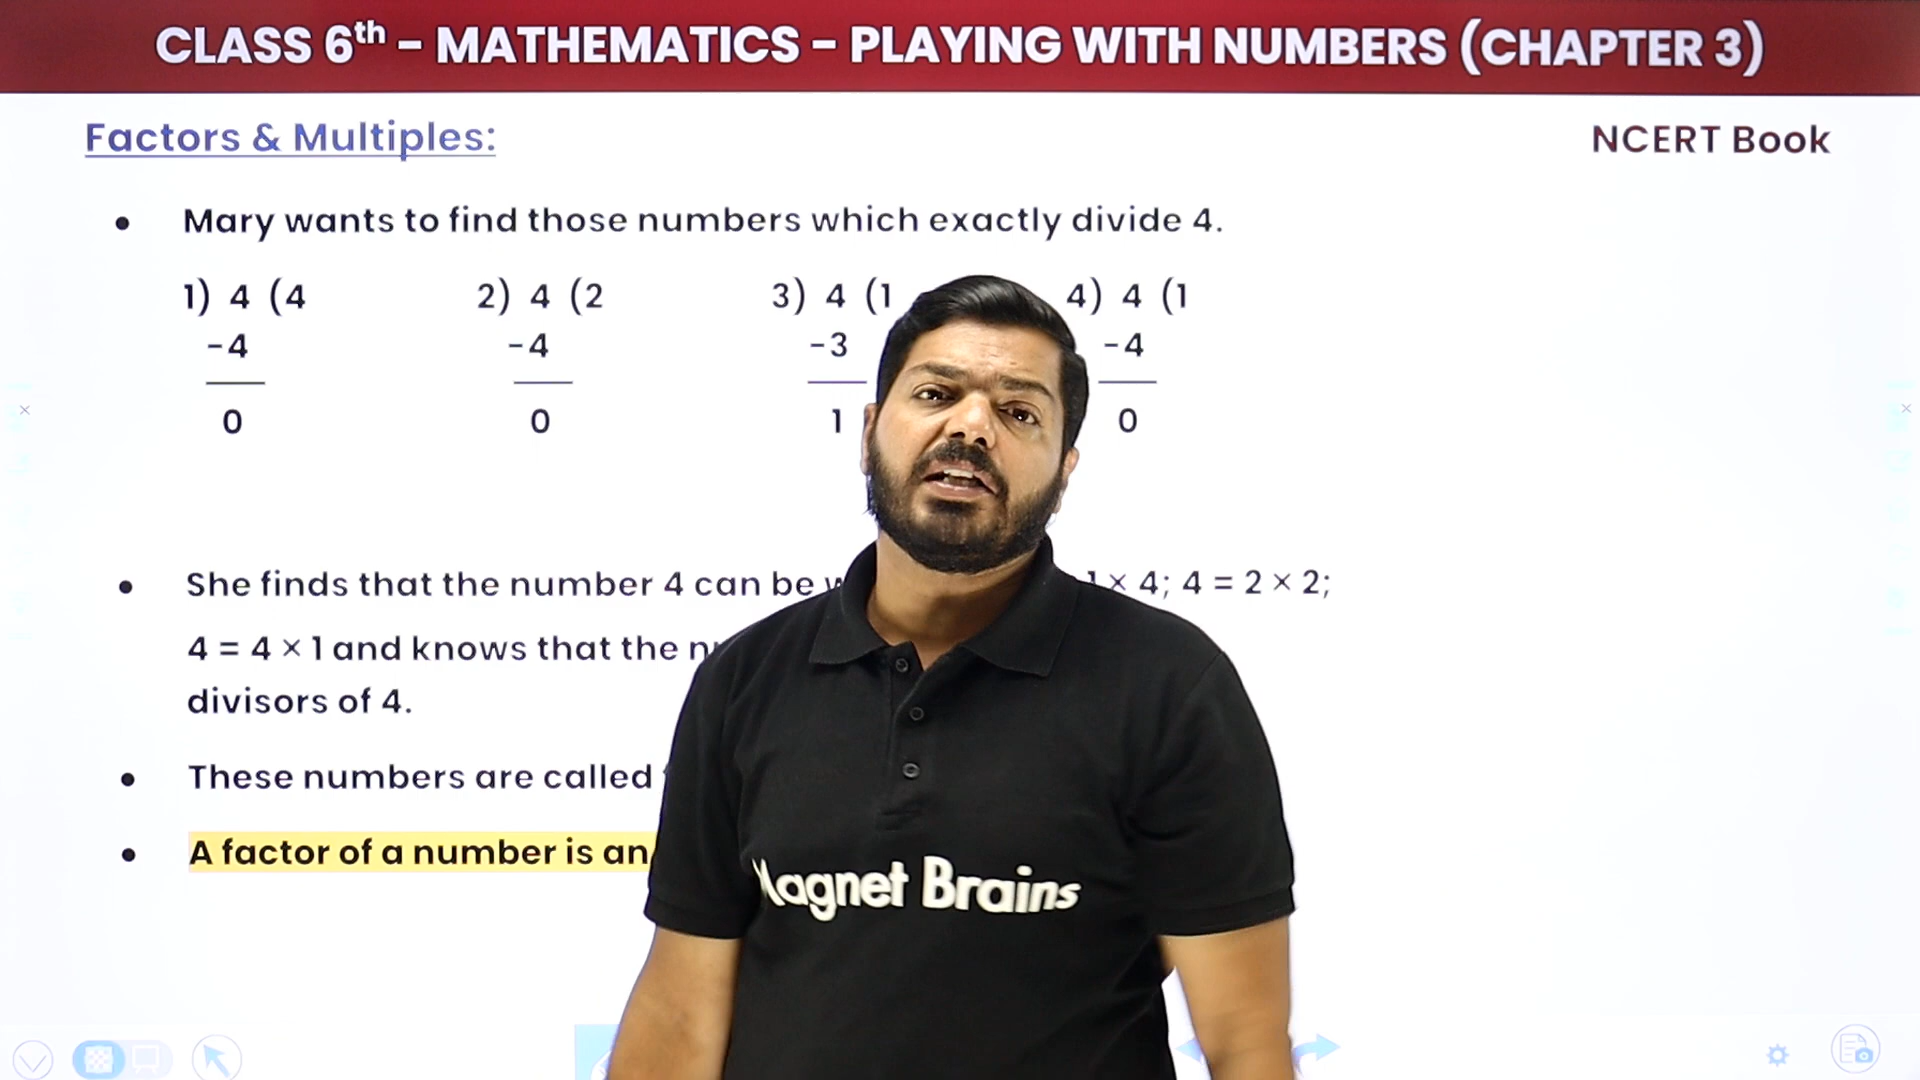 CLASS 6th – MATHEMATICS – PLAYING WITH NUMBERS (CHAPTER 3)
Factors & Multiples:
NCERT Book
• Mary wants to find those numbers which exactly divide 4.
1) 4 (4 2) 4 (2 3) 4 (1 4) 4 (1
-4 -4 -3 -4
0 0 1 0
• She finds that the number 4 can be 1 × 4; 4 = 2 × 2;
4 = 4 × 1 and knows that the
divisors of 4.
• These numbers are called
• A factor of a number is an
Magnet Brains